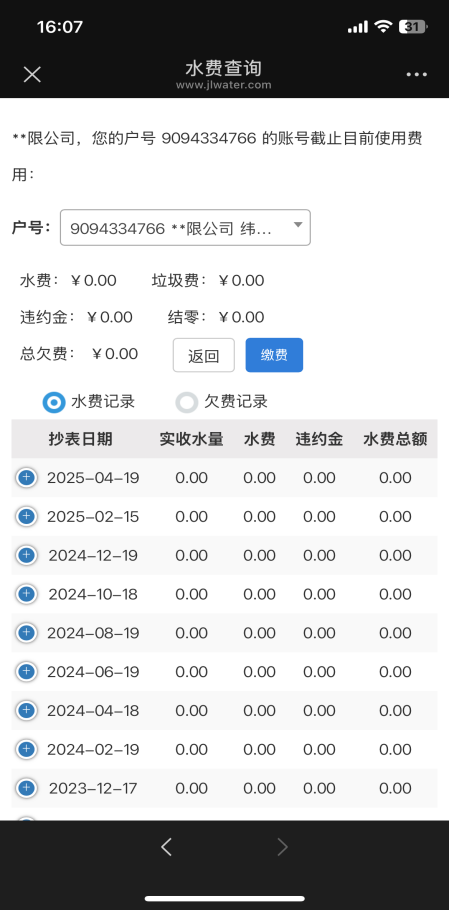 16:07
31
水费查询
www.jlwater.com
**限公司，您的户号 9094334766 的账号截止目前使用费
用：
户号： 9094334766 **限公司 纬...
水费：￥0.00 垃圾费：￥0.00
违约金：￥0.00 结零：￥0.00
总欠费：￥0.00 返回 缴费
水费记录 欠费记录
抄表日期 实收水量 水费 违约金 水费总额
2025-04-19 0.00 0.00 0.00 0.00
2025-02-15 0.00 0.00 0.00 0.00
2024-12-19 0.00 0.00 0.00 0.00
2024-10-18 0.00 0.00 0.00 0.00
2024-08-19 0.00 0.00 0.00 0.00
2024-06-19 0.00 0.00 0.00 0.00
2024-04-18 0.00 0.00 0.00 0.00
2024-02-19 0.00 0.00 0.00 0.00
2023-12-17 0.00 0.00 0.00 0.00